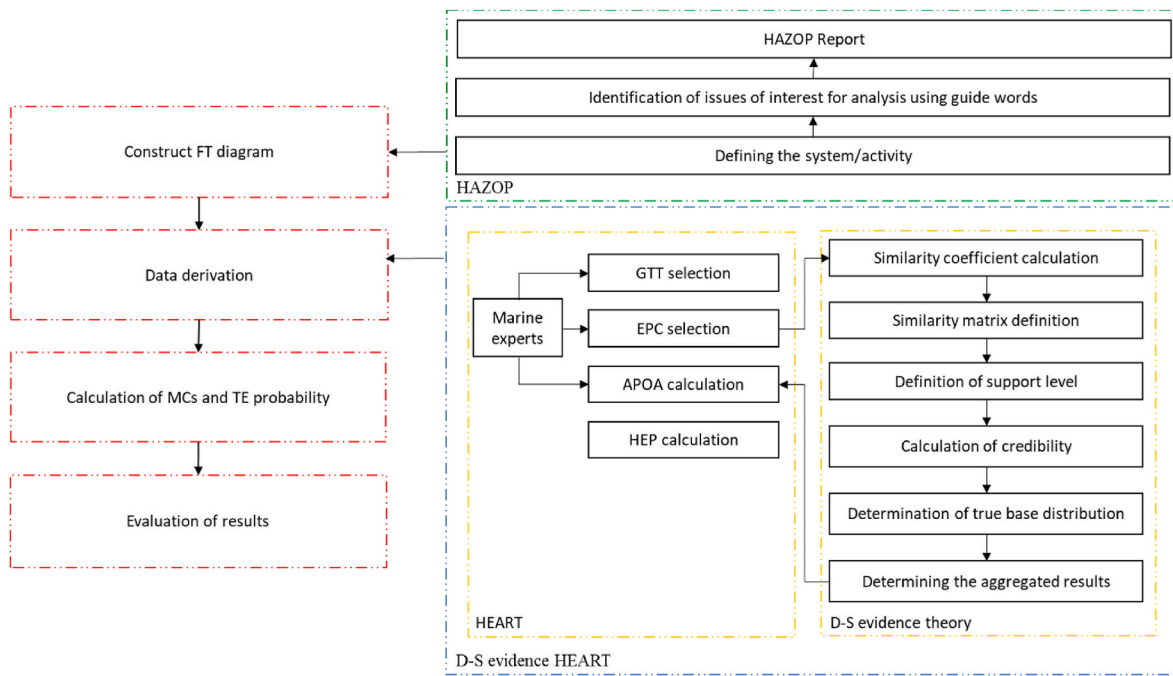 HAZOP Report
Identification of issues of interest for analysis using guide words
Defining the system/activity
HAZOP
Construct FT diagram
Data derivation
Calculation of MCs and TE probability
Evaluation of results
Marine
experts
GTT selection
EPC selection
APOA calculation
HEP calculation
HEART
Similarity coefficient calculation
Similarity matrix definition
Definition of support level
Calculation of credibility
Determination of true base distribution
Determining the aggregated results
D-S evidence theory
D-S evidence HEART